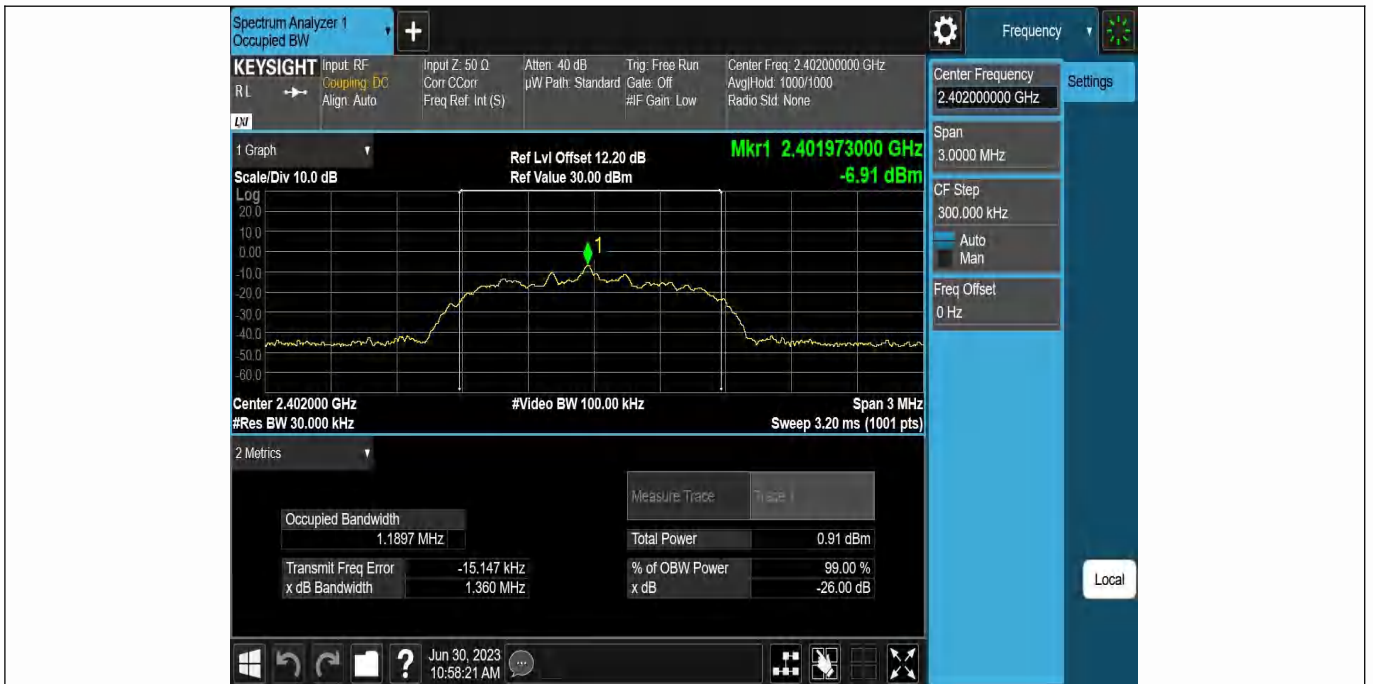 Spectrum Analyzer 1
Occupied BW
+
Frequency
KEYSIGHT
R L
LXI
Input: RF
Coupling: DC
Align: Auto
Input Z: 50 Ω
Corr CCorr
Freq Ref: Int (S)
Atten: 40 dB
µW Path: Standard
Trig: Free Run
Gate: Off
#IF Gain: Low
Center Freq: 2.402000000 GHz
Avg|Hold: 1000/1000
Radio Std: None
Center Frequency
2.402000000 GHz
Settings
Span
3.0000 MHz
CF Step
300.000 kHz
Auto
Man
Freq Offset
0 Hz
Local
1 Graph
Scale/Div 10.0 dB
Ref Lvl Offset 12.20 dB
Ref Value 30.00 dBm
Mkr1 2.401973000 GHz
-6.91 dBm
Log
20.0
10.0
0.00
-10.0
-20.0
-30.0
-40.0
-50.0
-60.0
1
Center 2.402000 GHz
#Res BW 30.000 kHz
#Video BW 100.00 kHz
Span 3 MHz
Sweep 3.20 ms (1001 pts)
2 Metrics
Measure Trace Trace 1
Occupied Bandwidth
1.1897 MHz
Total Power 0.91 dBm
Transmit Freq Error -15.147 kHz
% of OBW Power 99.00 %
x dB Bandwidth 1.360 MHz
x dB -26.00 dB
?
Jun 30, 2023
10:58:21 AM